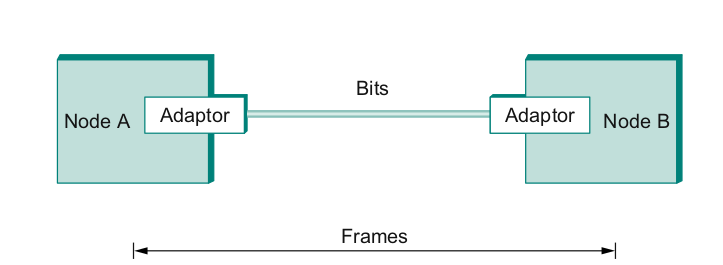 Bits
Node A
Adaptor
Adaptor
Node B
Frames